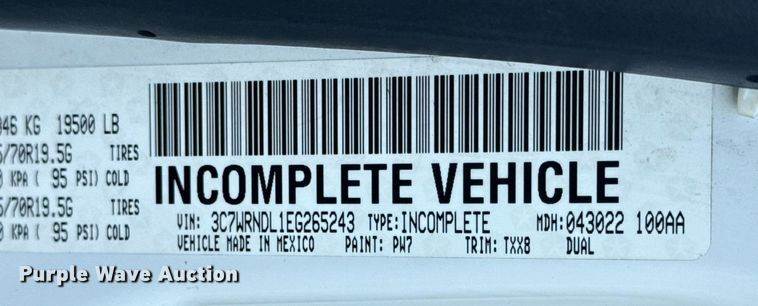 KG 19500 LB
/70R19.5G TIRES
KPA ( 95 PSI) COLD
/70R19.5G TIRES
KPA ( 95 PSI) COLD
INCOMPLETE VEHICLE
VIN: 3C7WRNDL1EG265243 TYPE: INCOMPLETE MDH: 043022 100AA
VEHICLE MADE IN MEXICO PAINT: PW7 TRIM: TXX8 DUAL
Purple Wave Auction